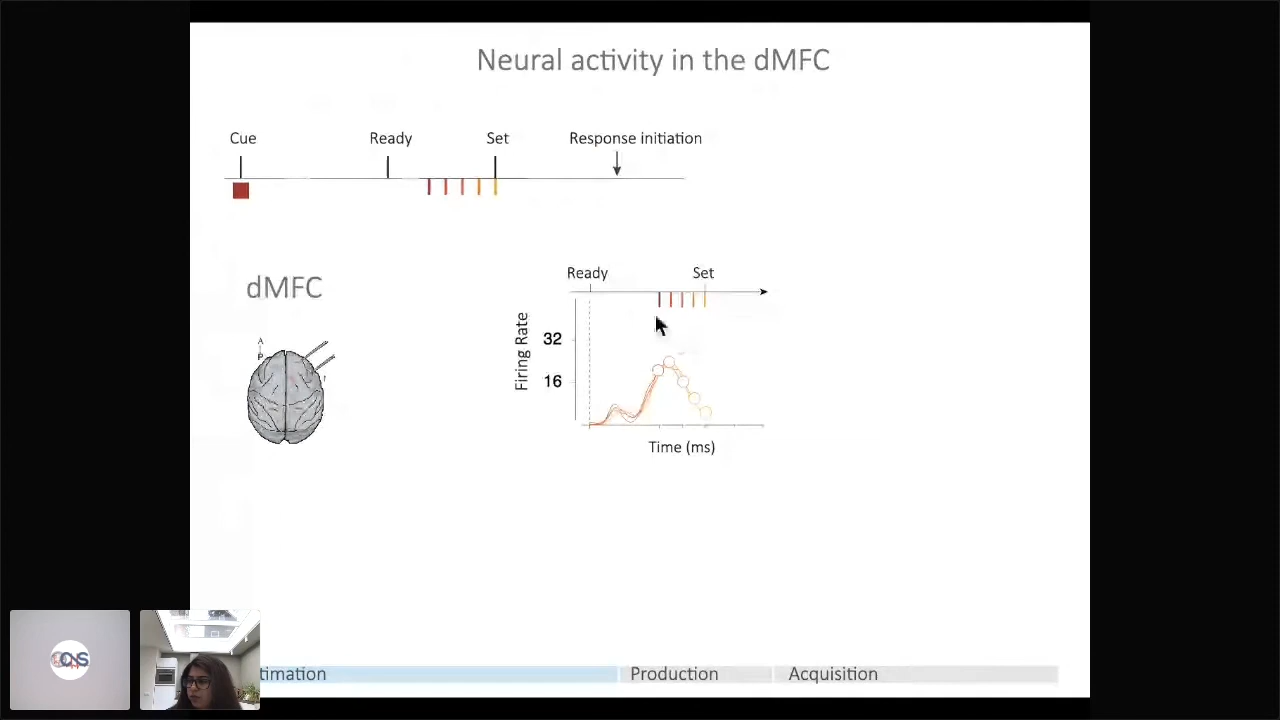 Neural activity in the dMFC
Cue
Ready
Set
Response initiation
dMFC
A
P
Ready
Set
Firing Rate
32
16
Time (ms)
timation
Production
Acquisition